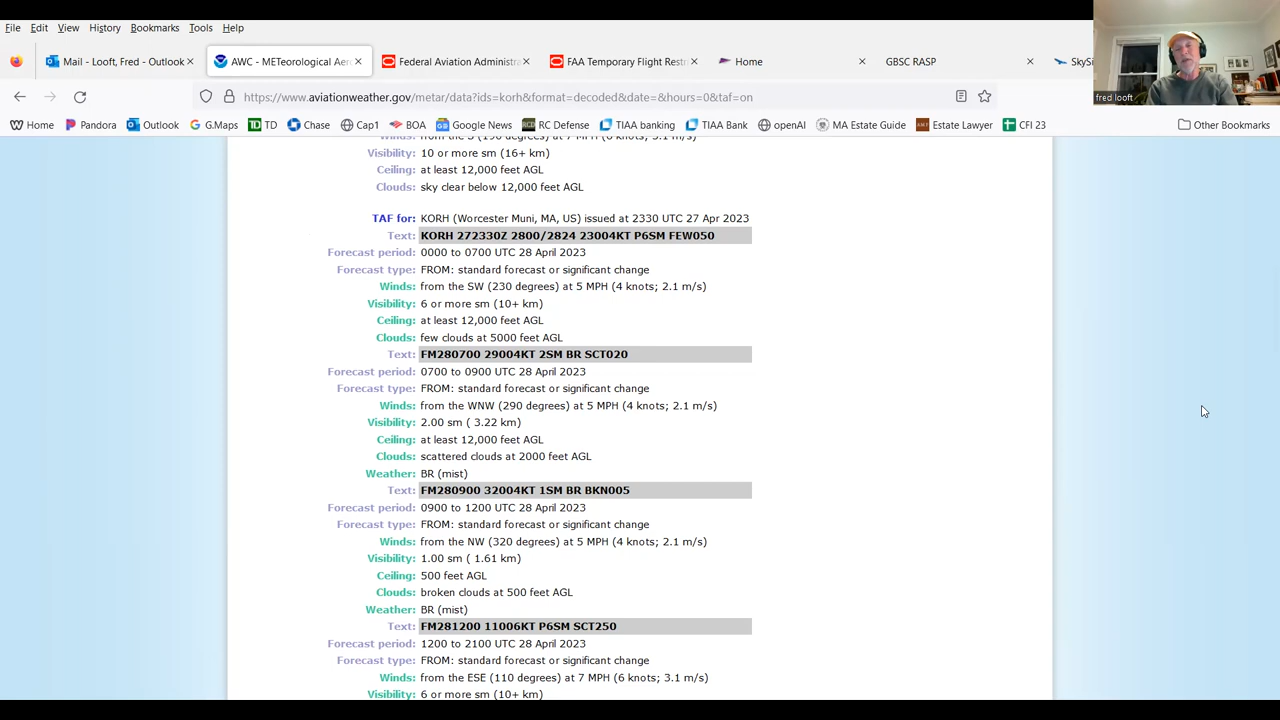 File Edit View History Bookmarks Tools Help
Mail - Looft, Fred - Outlook
AWC - METeorological Aer
Federal Aviation Administra
FAA Temporary Flight Restri
Home
GBSC RASP
SkySi
https://www.aviationweather.gov/metar/data?ids=korh&format=decoded&date=&hours=0&taf=on
fred looft
Home Pandora Outlook G.Maps TD Chase Cap1 BOA Google News RC Defense TIAA banking TIAA Bank openAI MA Estate Guide Estate Lawyer CFI 23 Other Bookmarks
Visibility: 10 or more sm (16+ km)
Ceiling: at least 12,000 feet AGL
Clouds: sky clear below 12,000 feet AGL
TAF for: KORH (Worcester Muni, MA, US) issued at 2330 UTC 27 Apr 2023
Text: KORH 272330Z 2800/2824 23004KT P6SM FEW050
Forecast period: 0000 to 0700 UTC 28 April 2023
Forecast type: FROM: standard forecast or significant change
Winds: from the SW (230 degrees) at 5 MPH (4 knots; 2.1 m/s)
Visibility: 6 or more sm (10+ km)
Ceiling: at least 12,000 feet AGL
Clouds: few clouds at 5000 feet AGL
Text: FM280700 29004KT 2SM BR SCT020
Forecast period: 0700 to 0900 UTC 28 April 2023
Forecast type: FROM: standard forecast or significant change
Winds: from the WNW (290 degrees) at 5 MPH (4 knots; 2.1 m/s)
Visibility: 2.00 sm ( 3.22 km)
Ceiling: at least 12,000 feet AGL
Clouds: scattered clouds at 2000 feet AGL
Weather: BR (mist)
Text: FM280900 32004KT 1SM BR BKN005
Forecast period: 0900 to 1200 UTC 28 April 2023
Forecast type: FROM: standard forecast or significant change
Winds: from the NW (320 degrees) at 5 MPH (4 knots; 2.1 m/s)
Visibility: 1.00 sm ( 1.61 km)
Ceiling: 500 feet AGL
Clouds: broken clouds at 500 feet AGL
Weather: BR (mist)
Text: FM281200 11006KT P6SM SCT250
Forecast period: 1200 to 2100 UTC 28 April 2023
Forecast type: FROM: standard forecast or significant change
Winds: from the ESE (110 degrees) at 7 MPH (6 knots; 3.1 m/s)
Visibility: 6 or more sm (10+ km)